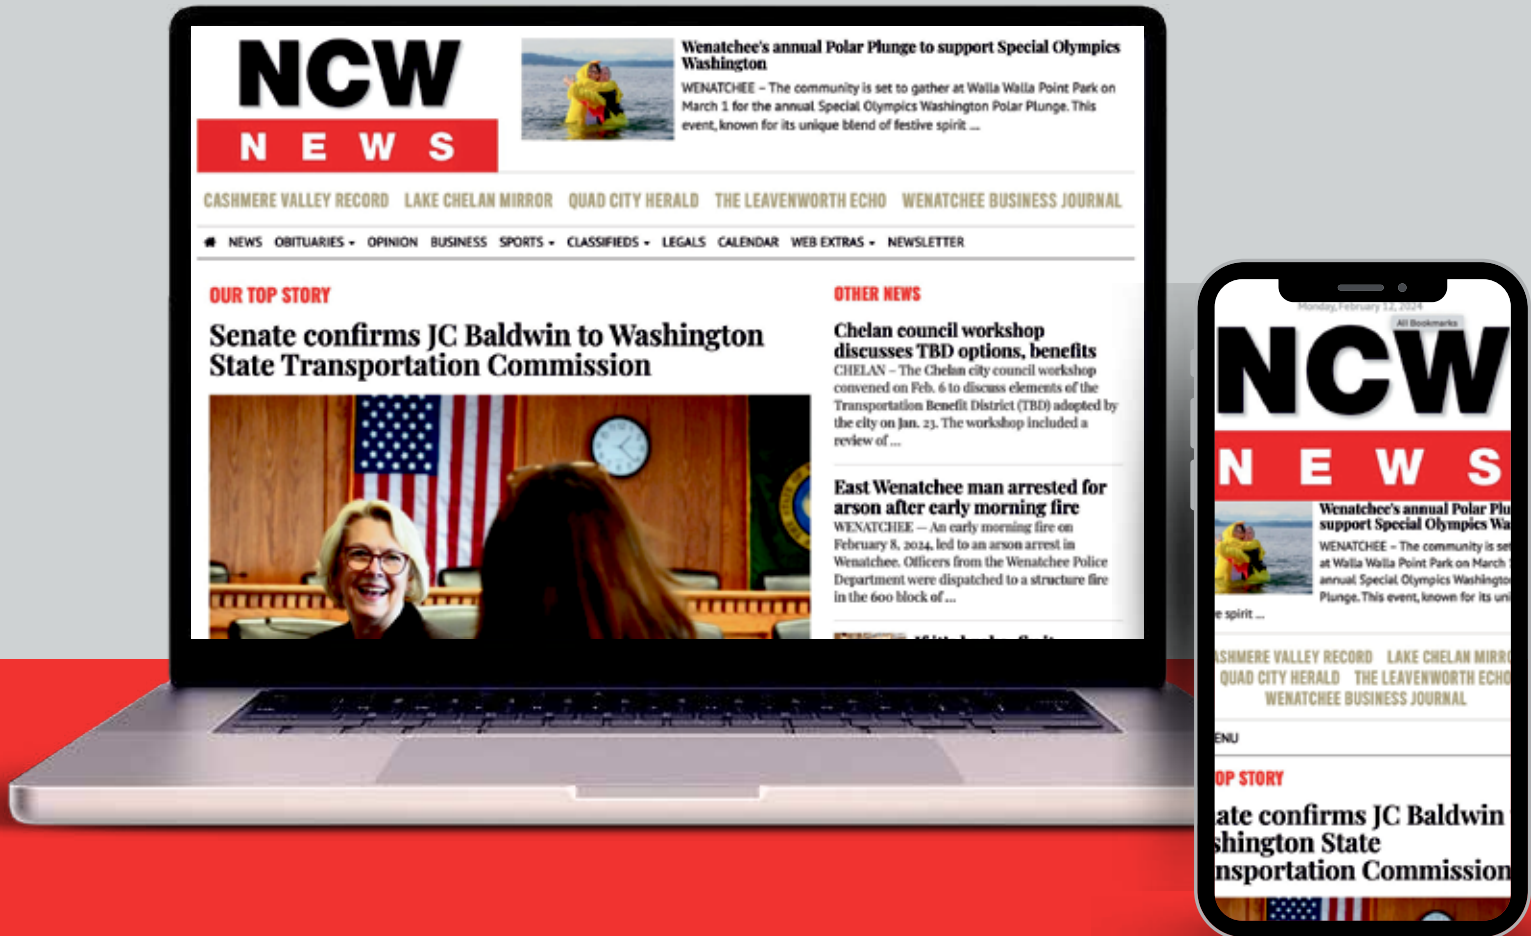 NCW
NEWS
Wenatchee's annual Polar Plunge to support Special Olympics
Washington
WENATCHEE – The community is set to gather at Walla Walla Point Park on
March 1 for the annual Special Olympics Washington Polar Plunge. This
event, known for its unique blend of festive spirit ...
CASHMERE VALLEY RECORD LAKE CHELAN MIRROR QUAD CITY HERALD THE LEAVENWORTH ECHO WENATCHEE BUSINESS JOURNAL
NEWS OBITUARIES OPINION BUSINESS SPORTS CLASSIFIEDS LEGALS CALENDAR WEB EXTRAS NEWSLETTER
OUR TOP STORY
Senate confirms JC Baldwin to Washington
State Transportation Commission
OTHER NEWS
Chelan council workshop
discusses TBD options, benefits
CHELAN – The Chelan city council workshop
convened on Feb. 6 to discuss elements of the
Transportation Benefit District (TBD) adopted by
the city on Jan. 23. The workshop included a
review of ...
East Wenatchee man arrested for
arson after early morning fire
WENATCHEE — An early morning fire on
February 8, 2024, led to an arson arrest in
Wenatchee. Officers from the Wenatchee Police
Department were dispatched to a structure fire
in the 600 block of ...
Monday, February 12, 2024
All Bookmarks
NCW
NEWS
Wenatchee's annual Polar Plu
support Special Olympics Wa
WENATCHEE – The community is set
at Walla Walla Point Park on March
annual Special Olympics Washingto
Plunge. This event, known for its uni
e spirit ...
ASHMERE VALLEY RECORD LAKE CHELAN MIRRO
QUAD CITY HERALD THE LEAVENWORTH ECHO
WENATCHEE BUSINESS JOURNAL
ENU
OP STORY
ate confirms JC Baldwin
shington State
nsportation Commission